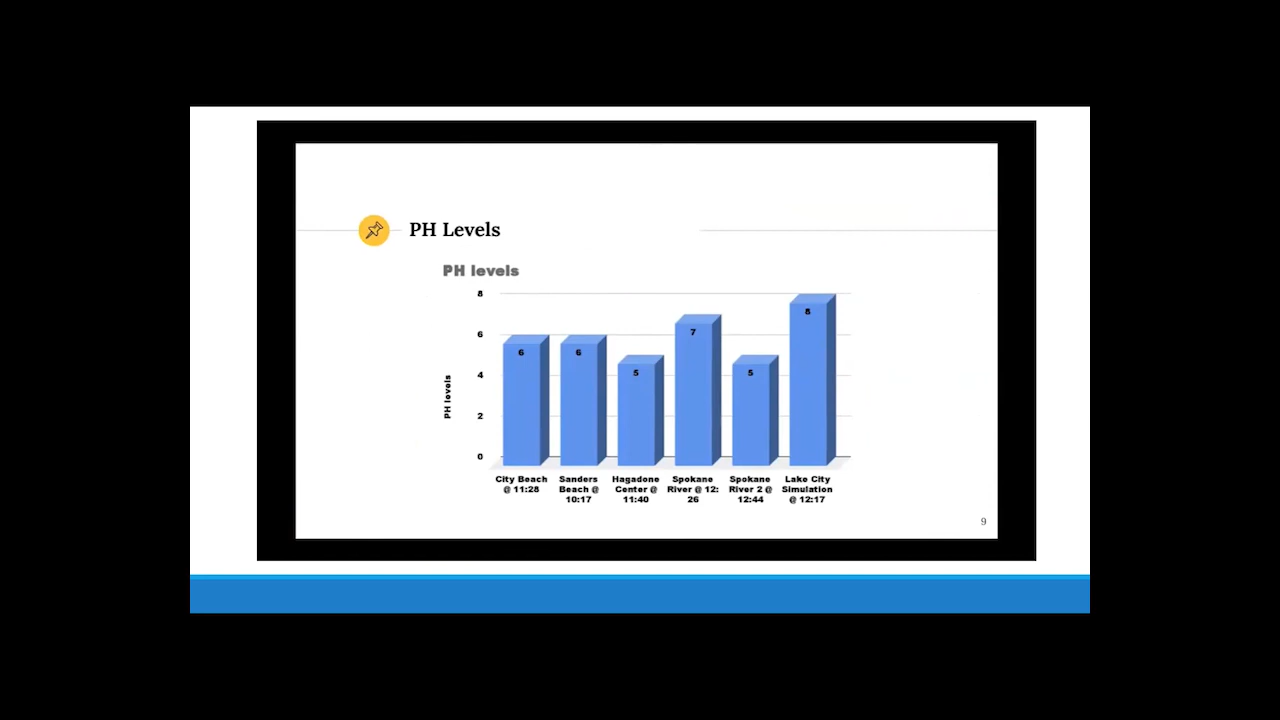 PH Levels
PH levels
8
6
4
2
0
PH levels
6
6
5
7
5
8
City Beach
@ 11:28
Sanders
Beach @
10:17
Hagadone
Center @
11:40
Spokane
River @ 12:
26
Spokane
River 2 @
12:44
Lake City
Simulation
@ 12:17
9